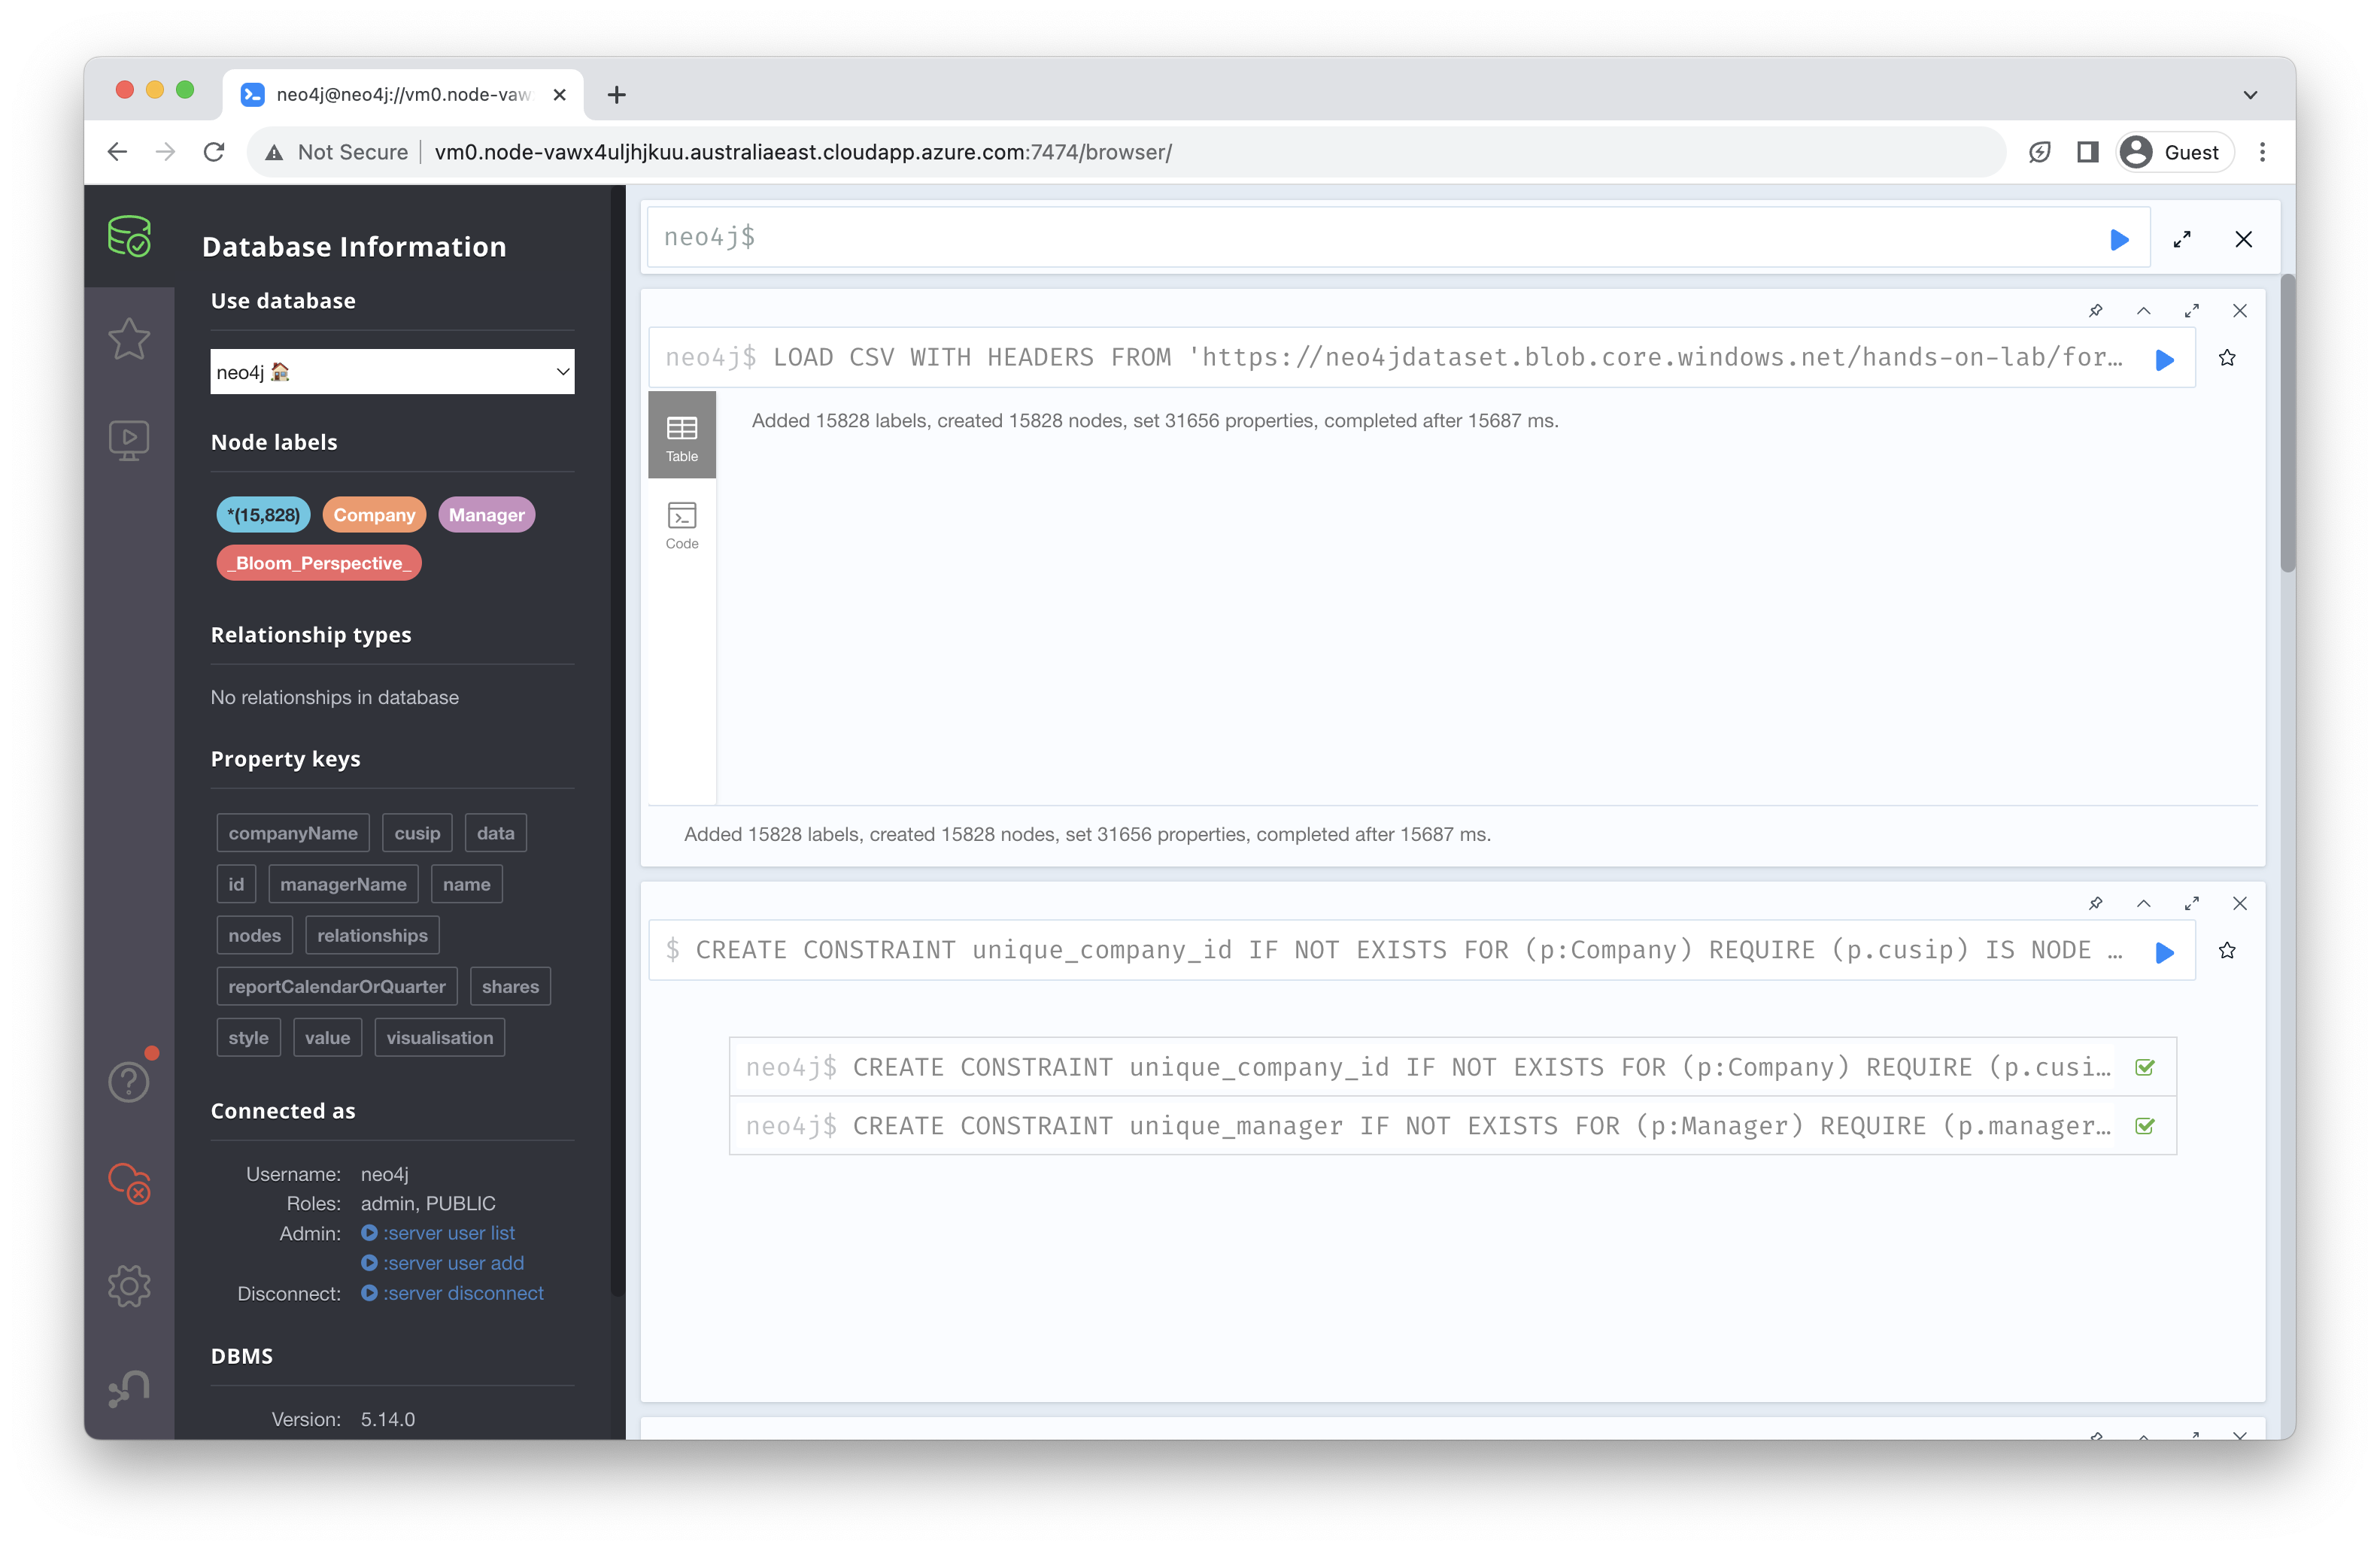 neo4j@neo4j://vm0.node-vaw
Not Secure | vm0.node-vawx4uljhjkuu.australiaeast.cloudapp.azure.com:7474/browser/
Guest
Database Information
Use database
neo4j
Node labels
*(15,828) Company Manager
_Bloom_Perspective_
Relationship types
No relationships in database
Property keys
companyName cusip data
id managerName name
nodes relationships
reportCalendarOrQuarter shares
style value visualisation
Connected as
Username: neo4j
Roles: admin, PUBLIC
Admin: :server user list
:server user add
Disconnect: :server disconnect
DBMS
Version: 5.14.0
neo4j$
neo4j$ LOAD CSV WITH HEADERS FROM 'https://neo4jdataset.blob.core.windows.net/hands-on-lab/for…
Table
Added 15828 labels, created 15828 nodes, set 31656 properties, completed after 15687 ms.
Code
Added 15828 labels, created 15828 nodes, set 31656 properties, completed after 15687 ms.
$ CREATE CONSTRAINT unique_company_id IF NOT EXISTS FOR (p:Company) REQUIRE (p.cusip) IS NODE …
neo4j$ CREATE CONSTRAINT unique_company_id IF NOT EXISTS FOR (p:Company) REQUIRE (p.cusi…
neo4j$ CREATE CONSTRAINT unique_manager IF NOT EXISTS FOR (p:Manager) REQUIRE (p.manager…